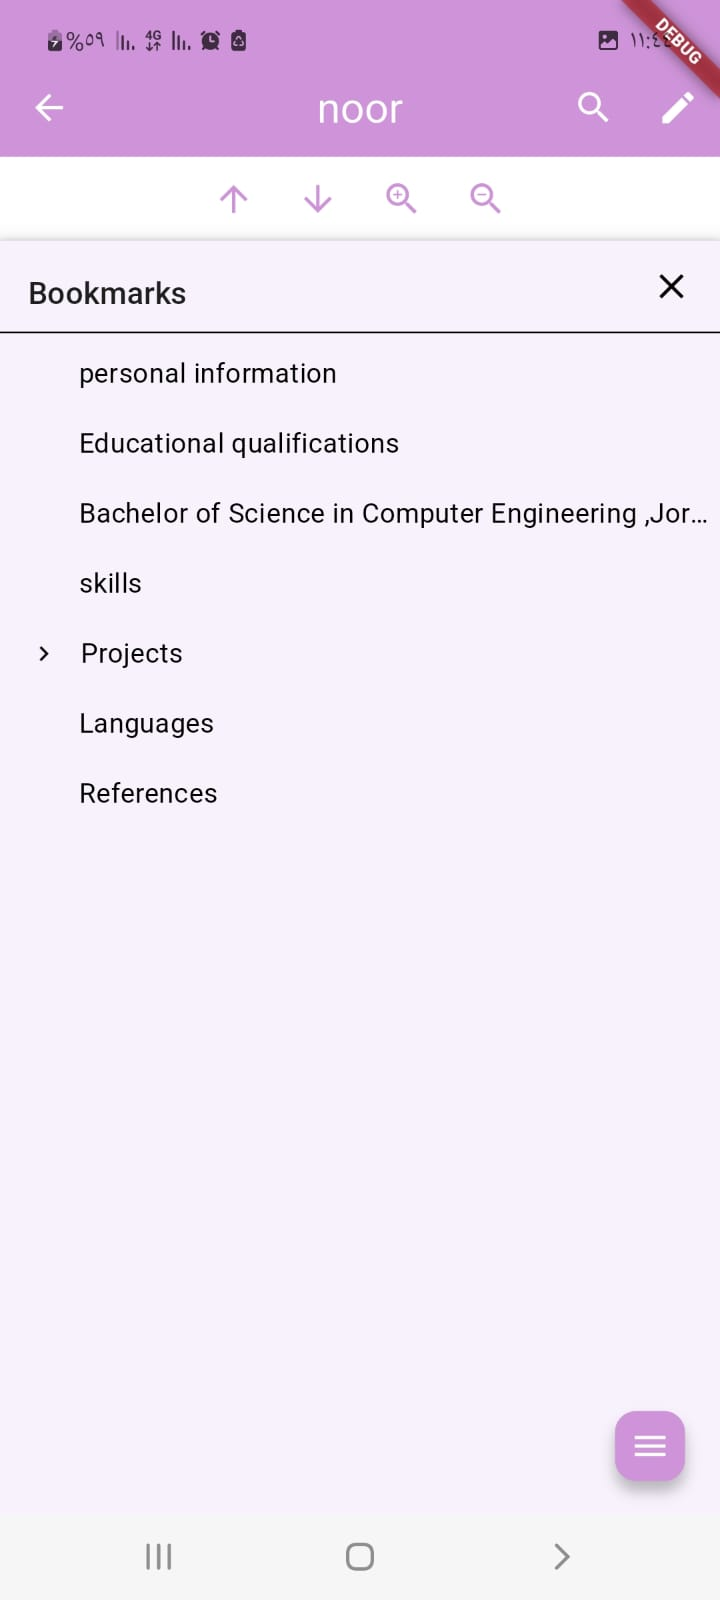 %٥٩ 4G
DEBUG
noor
Bookmarks
personal information
Educational qualifications
Bachelor of Science in Computer Engineering ,Jor...
skills
Projects
Languages
References